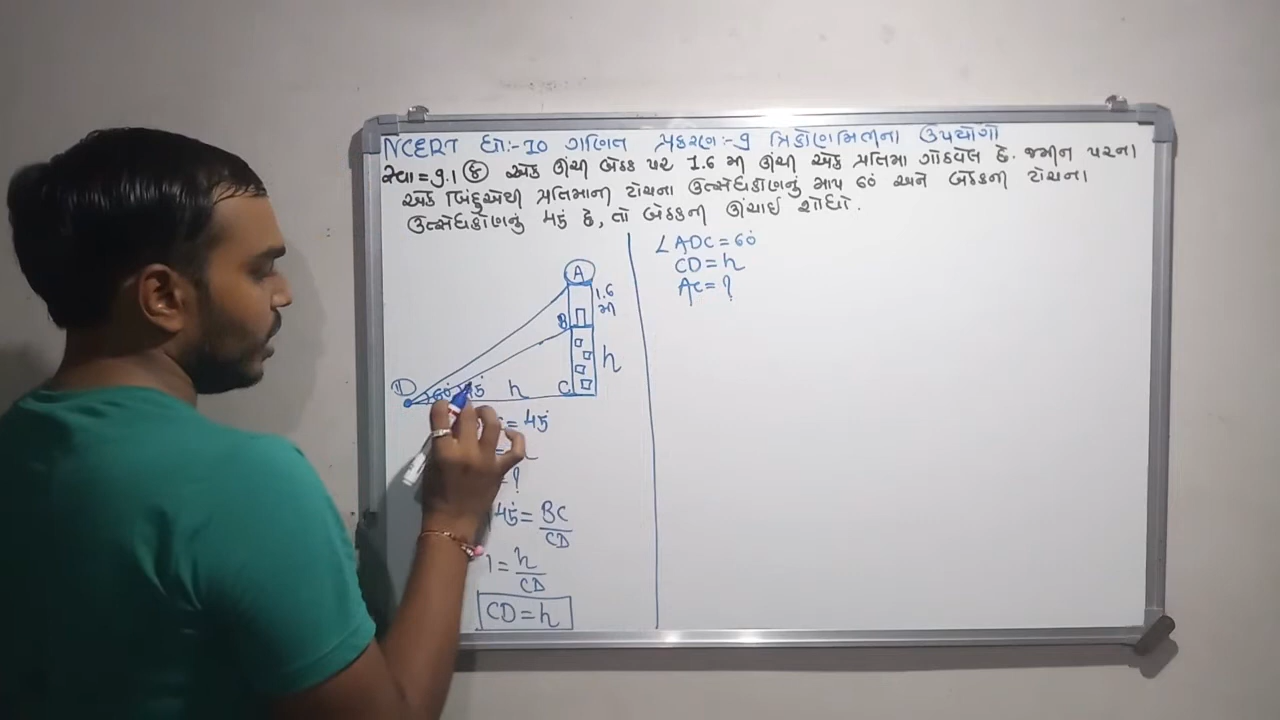 NCERT ધોઃ-10 ગણિત પ્રકરણઃ-9 ત્રિકોણમિતિના ઉપયોગો
સ્વા=9.1 ⑧ એક ઊંચી બેઠક પર 1.6 મી ઊંચી એક પ્રતિમા ગોઠવેલ છે. જમીન પરના
એક બિંદુએથી પ્રતિમાની ટોચના ઉત્સેધકોણનું માપ 60 અને બેઠકની ટોચના
ઉત્સેધકોણનું 45 છે, તો બેઠકની ઊંચાઈ શોધો.
∠ADC = 60
CD = h
AC = ?
A
1.6
મી
B
h
D
60
45
h
C
= 45
= ?
45 = BC/CD
1 = h/CD
CD = h